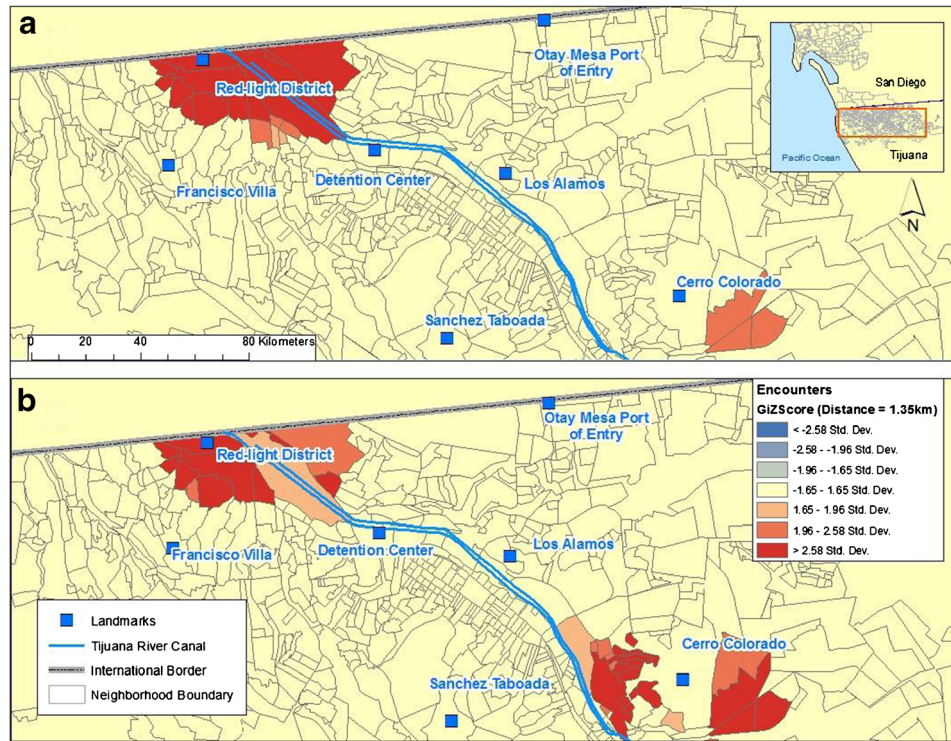 a
Otay Mesa Port
of Entry
San Diego
Red-light District
Pacific Ocean
Tijuana
Detention Center
Los Alamos
Francisco Villa
N
Cerro Colorado
Sanchez Taboada
0 20 40 80 Kilometers
b
Encounters
GiZScore (Distance = 1.35km)
< -2.58 Std. Dev.
-2.58 - -1.96 Std. Dev.
-1.96 - -1.65 Std. Dev.
-1.65 - 1.65 Std. Dev.
1.65 - 1.96 Std. Dev.
1.96 - 2.58 Std. Dev.
> 2.58 Std. Dev.
Otay Mesa Port
of Entry
Red-light District
Francisco Villa
Detention Center
Los Alamos
Landmarks
Tijuana River Canal
International Border
Neighborhood Boundary
Cerro Colorado
Sanchez Taboada